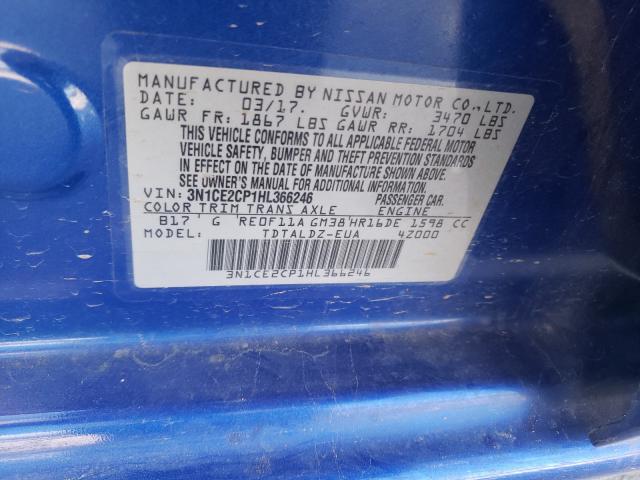 MANUFACTURED BY NISSAN MOTOR CO.,LTD.
DATE: 03/17. GVWR: 3470 LBS
GAWR FR: 1867 LBS GAWR RR: 1704 LBS
THIS VEHICLE CONFORMS TO ALL APPLICABLE FEDERAL MOTOR
VEHICLE SAFETY, BUMPER AND THEFT PREVENTION STANDARDS
IN EFFECT ON THE DATE OF MANUFACTURE SHOWN ABOVE.
SEE OWNER'S MANUAL FOR ADDITIONAL INFORMATION.
VIN: 3N1CE2CP1HL366246 PASSENGER CAR.
COLOR TRIM TRANS AXLE ENGINE
B17 G RE0F11A GM38 HR16DE 1598 CC
TDTALDZ-EUA 4Z000
3N1CE2CP1HL366246